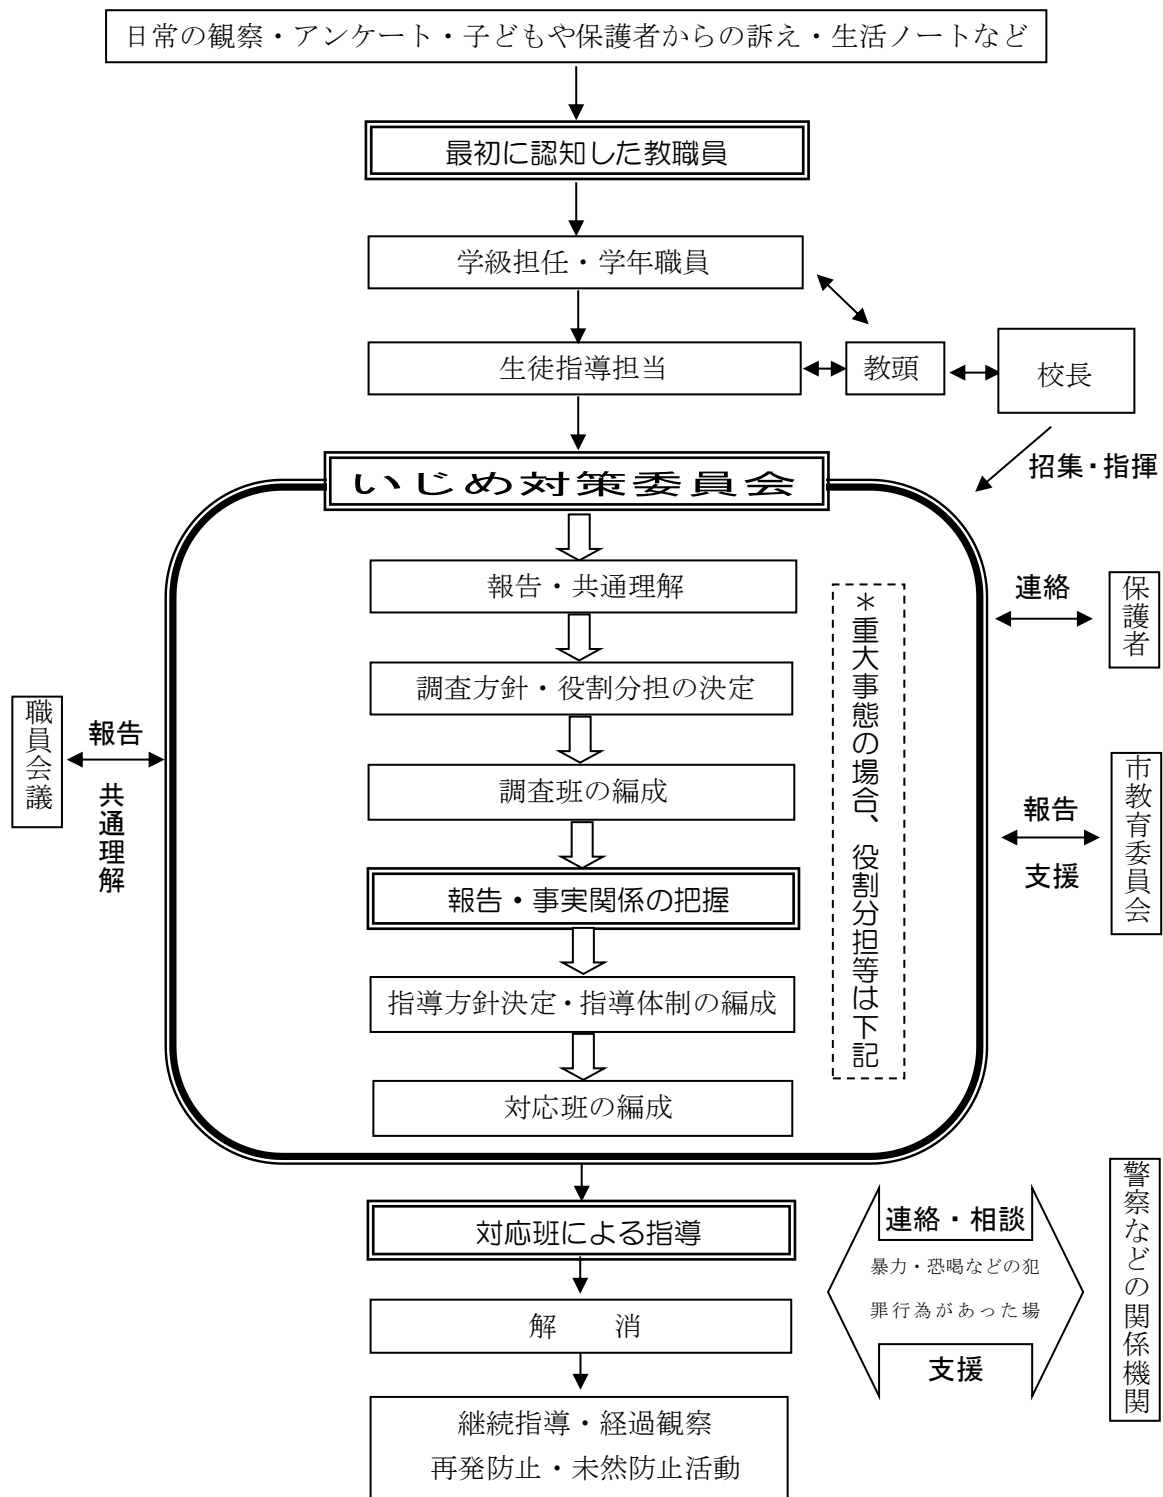 日常の観察・アンケート・子どもや保護者からの訴え・生活ノートなど
最初に認知した教職員
学級担任・学年職員
生徒指導担当
教頭
校長
招集・指揮
いじめ対策委員会
報告・共通理解
調査方針・役割分担の決定
調査班の編成
報告・事実関係の把握
指導方針決定・指導体制の編成
対応班の編成
＊重大事態の場合、役割分担等は下記
連絡
保護者
職員会議
報告
共通理解
報告
支援
市教育委員会
対応班による指導
解　消
継続指導・経過観察
再発防止・未然防止活動
連絡・相談
暴力・恐喝などの犯
罪行為があった場
支援
警察などの関係機関